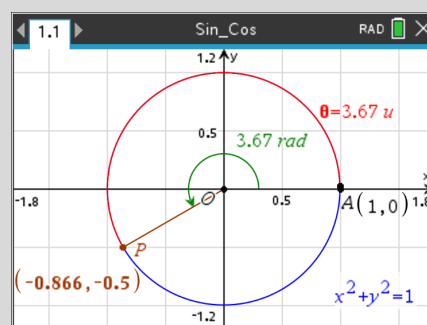 1.1 Sin_Cos RAD
1.2 y
θ=3.67 u
0.5 3.67 rad
x
-1.8 O 0.5 A(1,0) 1.8
P
(-0.866,-0.5)
x²+y²=1
-1.2